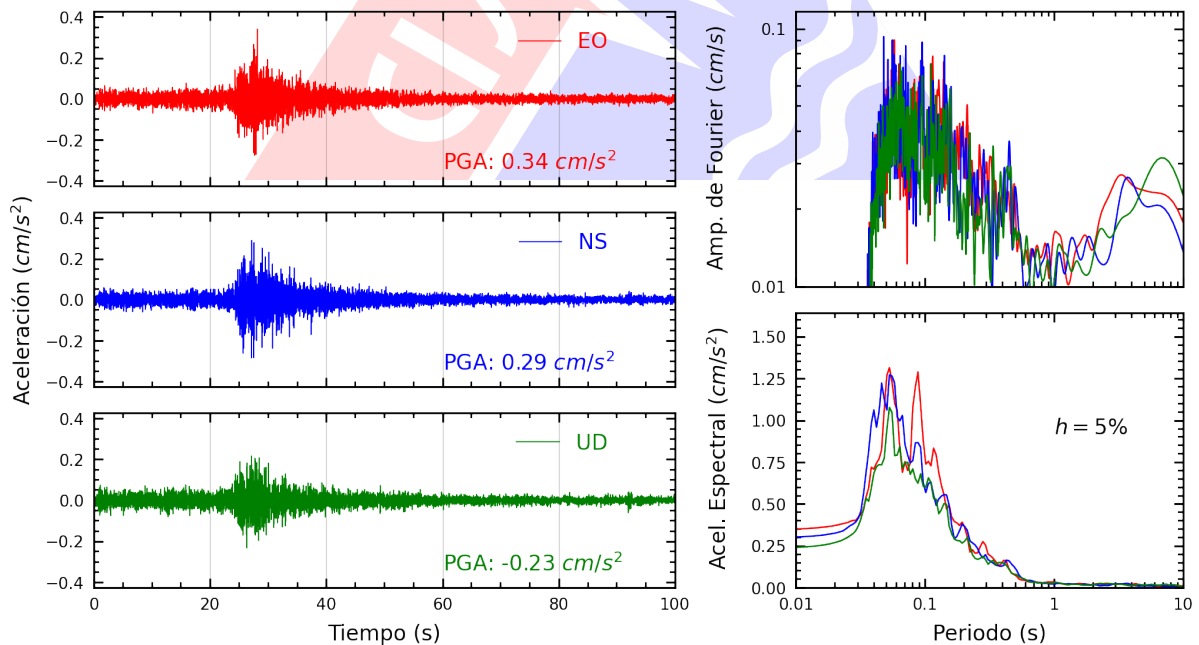 Aceleración (cm/s²)
0.4
0.2
0.0
−0.2
−0.4
EO
PGA: 0.34 cm/s²
0.4
0.2
0.0
−0.2
−0.4
NS
PGA: 0.29 cm/s²
0.4
0.2
0.0
−0.2
−0.4
UD
PGA: -0.23 cm/s²
0 20 40 60 80 100
Tiempo (s)
Amp. de Fourier (cm/s)
0.1
0.01
Acel. Espectral (cm/s²)
1.50
1.25
1.00
0.75
0.50
0.25
0.00
h = 5%
0.01 0.1 1 10
Periodo (s)